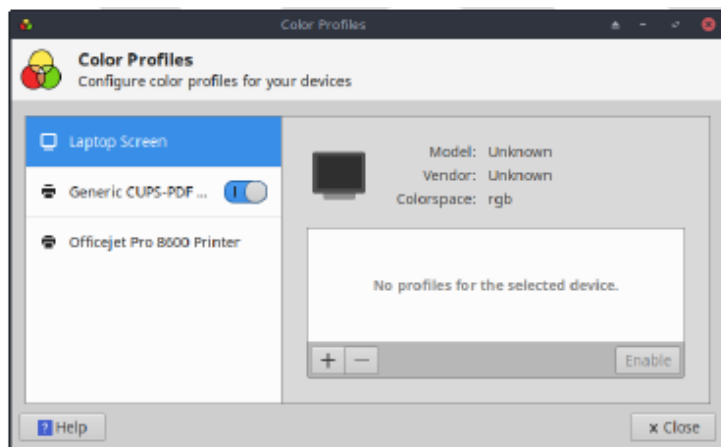 Color Profiles
Color Profiles
Configure color profiles for your devices
Laptop Screen
Generic CUPS-PDF ...
Officejet Pro 8600 Printer
Model: Unknown
Vendor: Unknown
Colorspace: rgb
No profiles for the selected device.
Enable
Help
Close